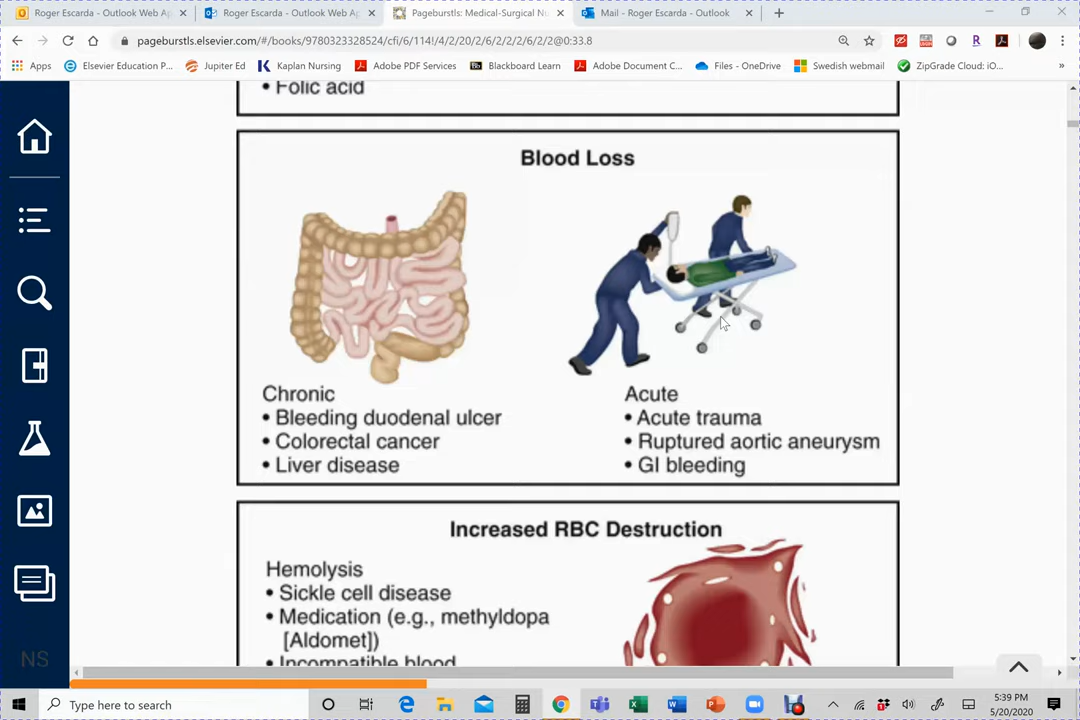 Roger Escarda - Outlook Web Ap
Roger Escarda - Outlook Web Ap
Pageburstls: Medical-Surgical Nu
Mail - Roger Escarda - Outlook
pageburstls.elsevier.com/#/books/9780323328524/cfi/6/114!/4/2/20/2/6/2/2/2/6/2/2@0:33.8
Apps
Elsevier Education P...
Jupiter Ed
Kaplan Nursing
Adobe PDF Services
Blackboard Learn
Adobe Document C...
Files - OneDrive
Swedish webmail
ZipGrade Cloud: iO...
• Folic acid
Blood Loss
Chronic
• Bleeding duodenal ulcer
• Colorectal cancer
• Liver disease
Acute
• Acute trauma
• Ruptured aortic aneurysm
• GI bleeding
Increased RBC Destruction
Hemolysis
• Sickle cell disease
• Medication (e.g., methyldopa
[Aldomet])
• Incompatible blood
NS
Type here to search
5:39 PM
5/20/2020